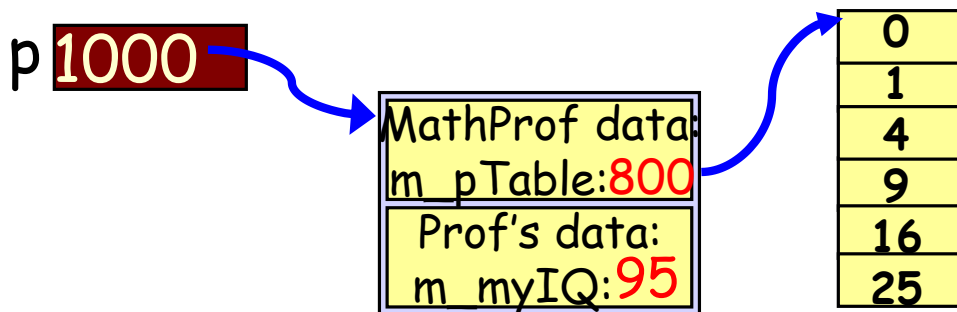 p 1000
MathProf data:
m_pTable:800
Prof's data:
m_myIQ:95
0
1
4
9
16
25